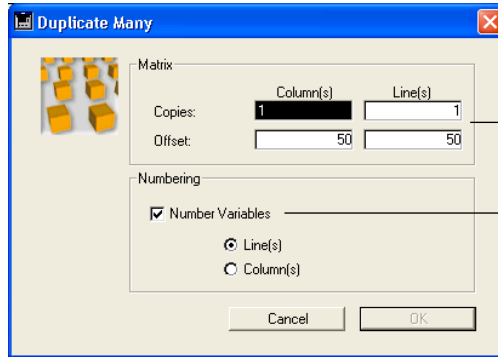 Duplicate Many
Matrix
Column(s) Line(s)
Copies: 1 1
Offset: 50 50
Numbering
Number Variables
Line(s)
Column(s)
Cancel OK